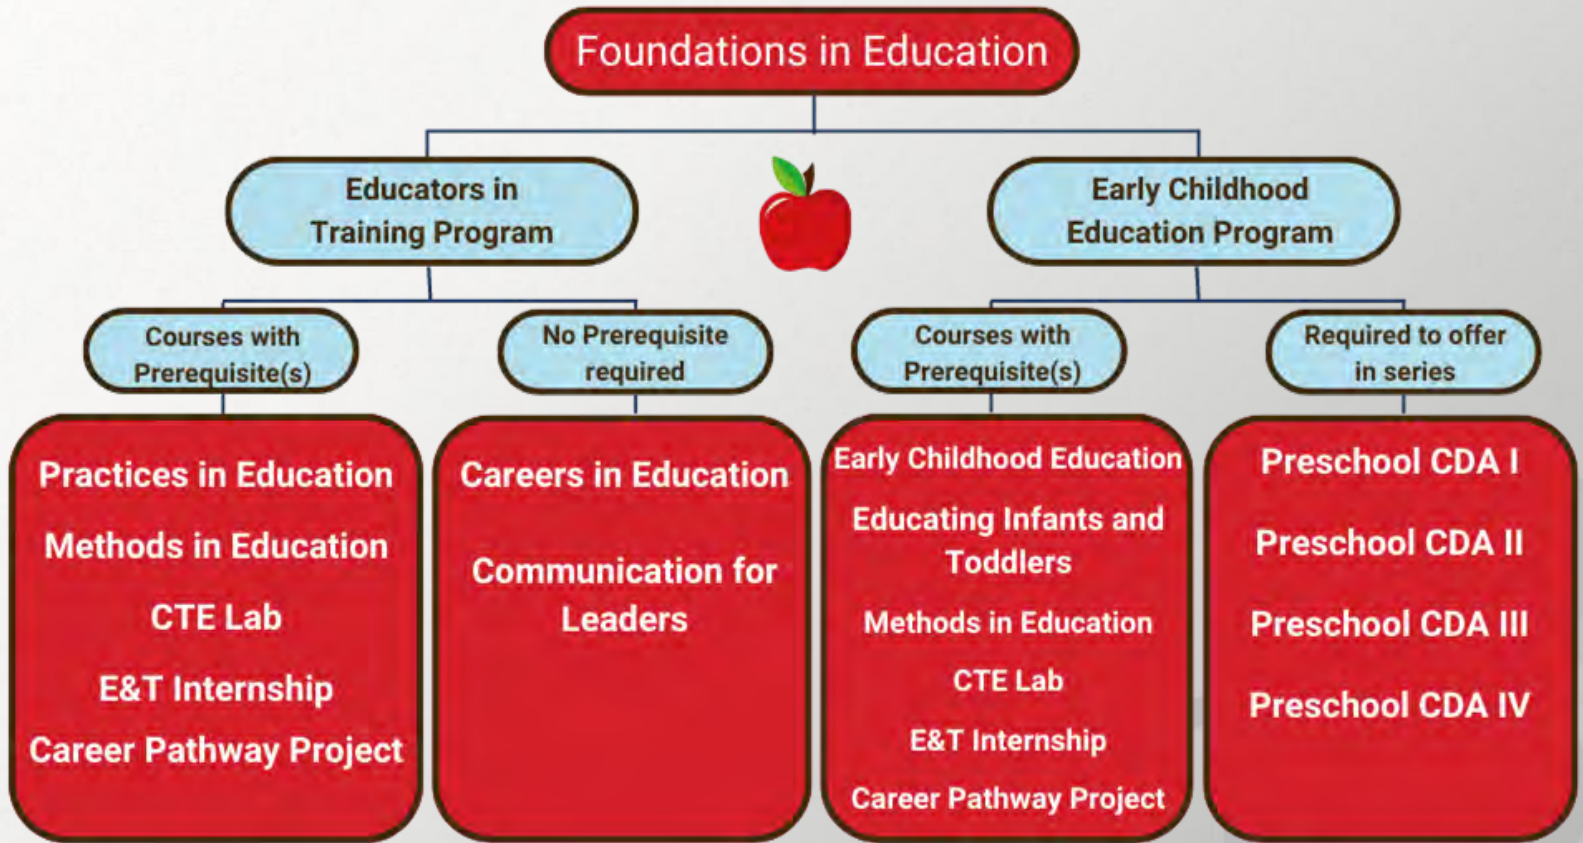 Foundations in Education
Educators in
Training Program
Early Childhood
Education Program
Courses with
Prerequisite(s)
No Prerequisite
required
Courses with
Prerequisite(s)
Required to offer
in series
Practices in Education
Methods in Education
CTE Lab
E&T Internship
Career Pathway Project
Careers in Education
Communication for
Leaders
Early Childhood Education
Educating Infants and
Toddlers
Methods in Education
CTE Lab
E&T Internship
Career Pathway Project
Preschool CDA I
Preschool CDA II
Preschool CDA III
Preschool CDA IV